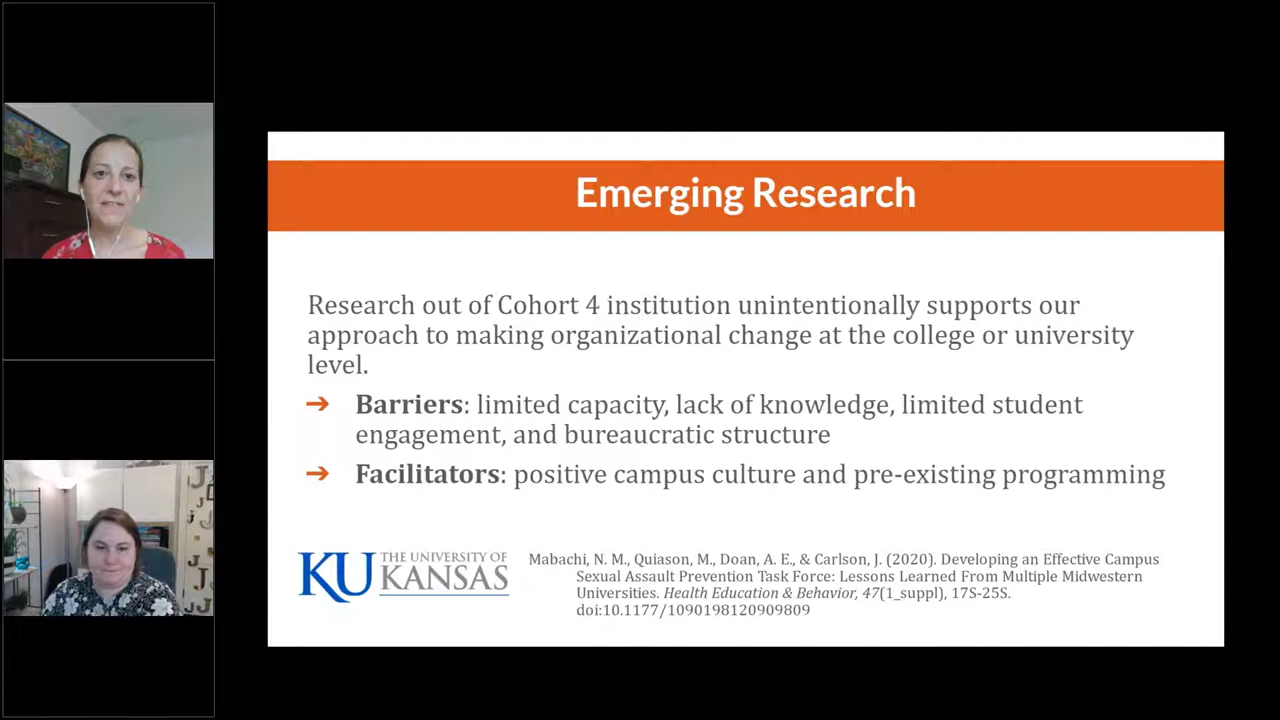 Emerging Research
Research out of Cohort 4 institution unintentionally supports our
approach to making organizational change at the college or university
level.
➔ Barriers: limited capacity, lack of knowledge, limited student
engagement, and bureaucratic structure
➔ Facilitators: positive campus culture and pre-existing programming
KU THE UNIVERSITY OF
KANSAS
Mabachi, N. M., Quiason, M., Doan, A. E., & Carlson, J. (2020). Developing an Effective Campus
Sexual Assault Prevention Task Force: Lessons Learned From Multiple Midwestern
Universities. Health Education & Behavior, 47(1_suppl), 17S-25S.
doi:10.1177/1090198120909809